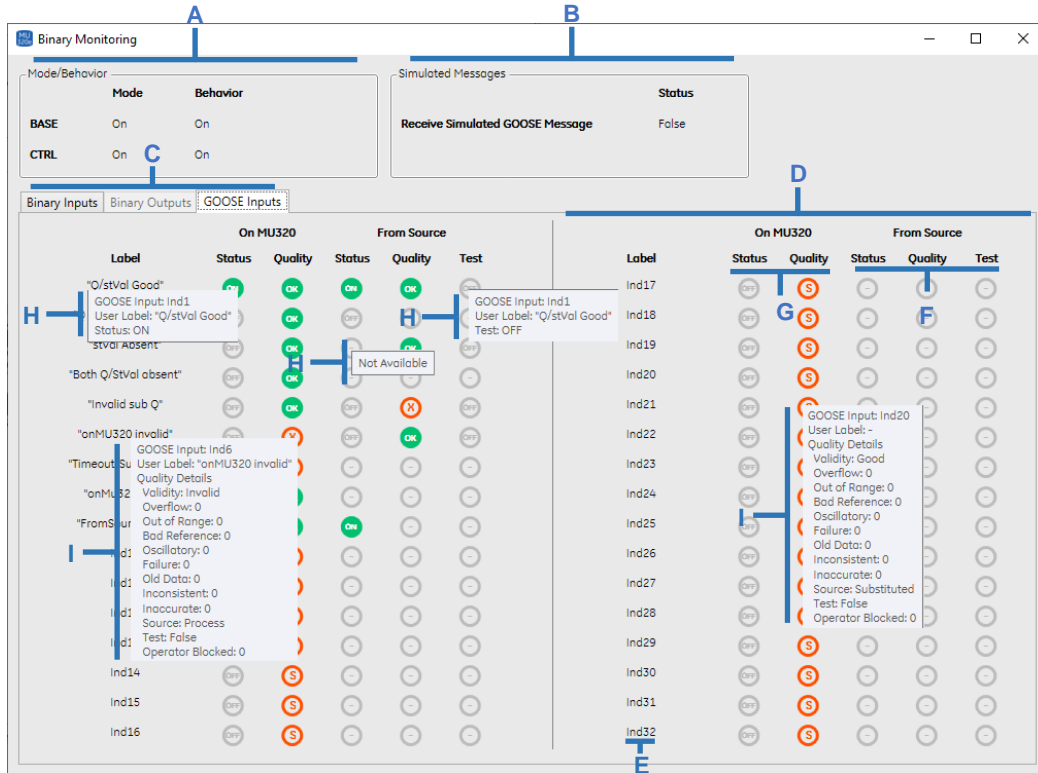 A
B
MU 320E Binary Monitoring
Mode/Behavior
Mode Behavior
BASE On On
CTRL On On
Simulated Messages
Status
Receive Simulated GOOSE Message False
C
D
Binary Inputs Binary Outputs GOOSE Inputs
On MU320 From Source
Label Status Quality Status Quality Test
"Q/stVal Good" OK ON OK
H
GOOSE Input: Ind1
User Label: "Q/stVal Good"
Status: ON
OK OFF
H
GOOSE Input: Ind1
User Label: "Q/stVal Good"
Test: OFF
"stVal Absent" OFF OK - OK OFF
H
Not Available
"Both Q/StVal absent" OFF OK - -
"Invalid sub Q" OFF OK OFF X OFF
"onMU320 invalid" OFF OK OFF
I
GOOSE Input: Ind6
User Label: "onMU320 invalid"
Quality Details
Validity: Invalid
Overflow: 0
Out of Range: 0
Bad Reference: 0
Oscillatory: 0
Failure: 0
Old Data: 0
Inconsistent: 0
Inaccurate: 0
Source: Process
Test: False
Operator Blocked: 0
- - -
- - -
ON - -
- - -
- - -
- - -
- - -
Ind14 OFF S - - -
Ind15 OFF S - - -
Ind16 OFF S - - -
On MU320 From Source
Label Status Quality Status Quality Test
G
F
Ind17 OFF S - -
Ind18 OFF S - -
Ind19 OFF S - - -
Ind20 OFF S - - -
Ind21 OFF - - -
Ind22 OFF
Ind23 OFF
Ind24 OFF
Ind25 OFF
Ind26 OFF
Ind27 OFF
Ind28 OFF
I
GOOSE Input: Ind20
User Label: -
Quality Details
Validity: Good
Overflow: 0
Out of Range: 0
Bad Reference: 0
Oscillatory: 0
Failure: 0
Old Data: 0
Inconsistent: 0
Inaccurate: 0
Source: Substituted
Test: False
Operator Blocked: 0
Ind29 OFF S - - -
Ind30 OFF S - - -
Ind31 OFF S - - -
Ind32 OFF S - - -
E